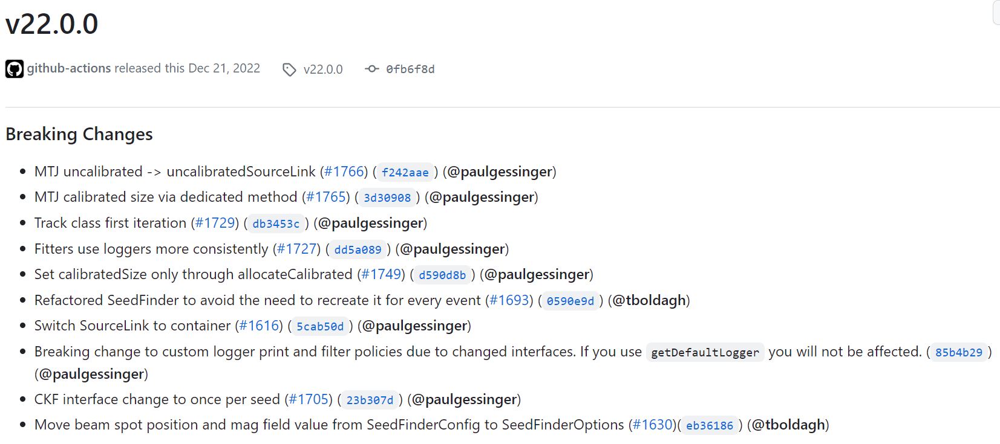 v22.0.0
github-actions released this Dec 21, 2022 v22.0.0 0fb6f8d
Breaking Changes
• MTJ uncalibrated -> uncalibratedSourceLink (#1766) (f242aae) (@paulgessinger)
• MTJ calibrated size via dedicated method (#1765) (3d30908) (@paulgessinger)
• Track class first iteration (#1729) (db3453c) (@paulgessinger)
• Fitters use loggers more consistently (#1727) (dd5a089) (@paulgessinger)
• Set calibratedSize only through allocateCalibrated (#1749) (d590d8b) (@paulgessinger)
• Refactored SeedFinder to avoid the need to recreate it for every event (#1693) (0590e9d) (@tboldagh)
• Switch SourceLink to container (#1616) (5cab50d) (@paulgessinger)
• Breaking change to custom logger print and filter policies due to changed interfaces. If you use getDefaultLogger you will not be affected. (85b4b29)
(@paulgessinger)
• CKF interface change to once per seed (#1705) (23b307d) (@paulgessinger)
• Move beam spot position and mag field value from SeedFinderConfig to SeedFinderOptions (#1630)(eb36186) (@tboldagh)